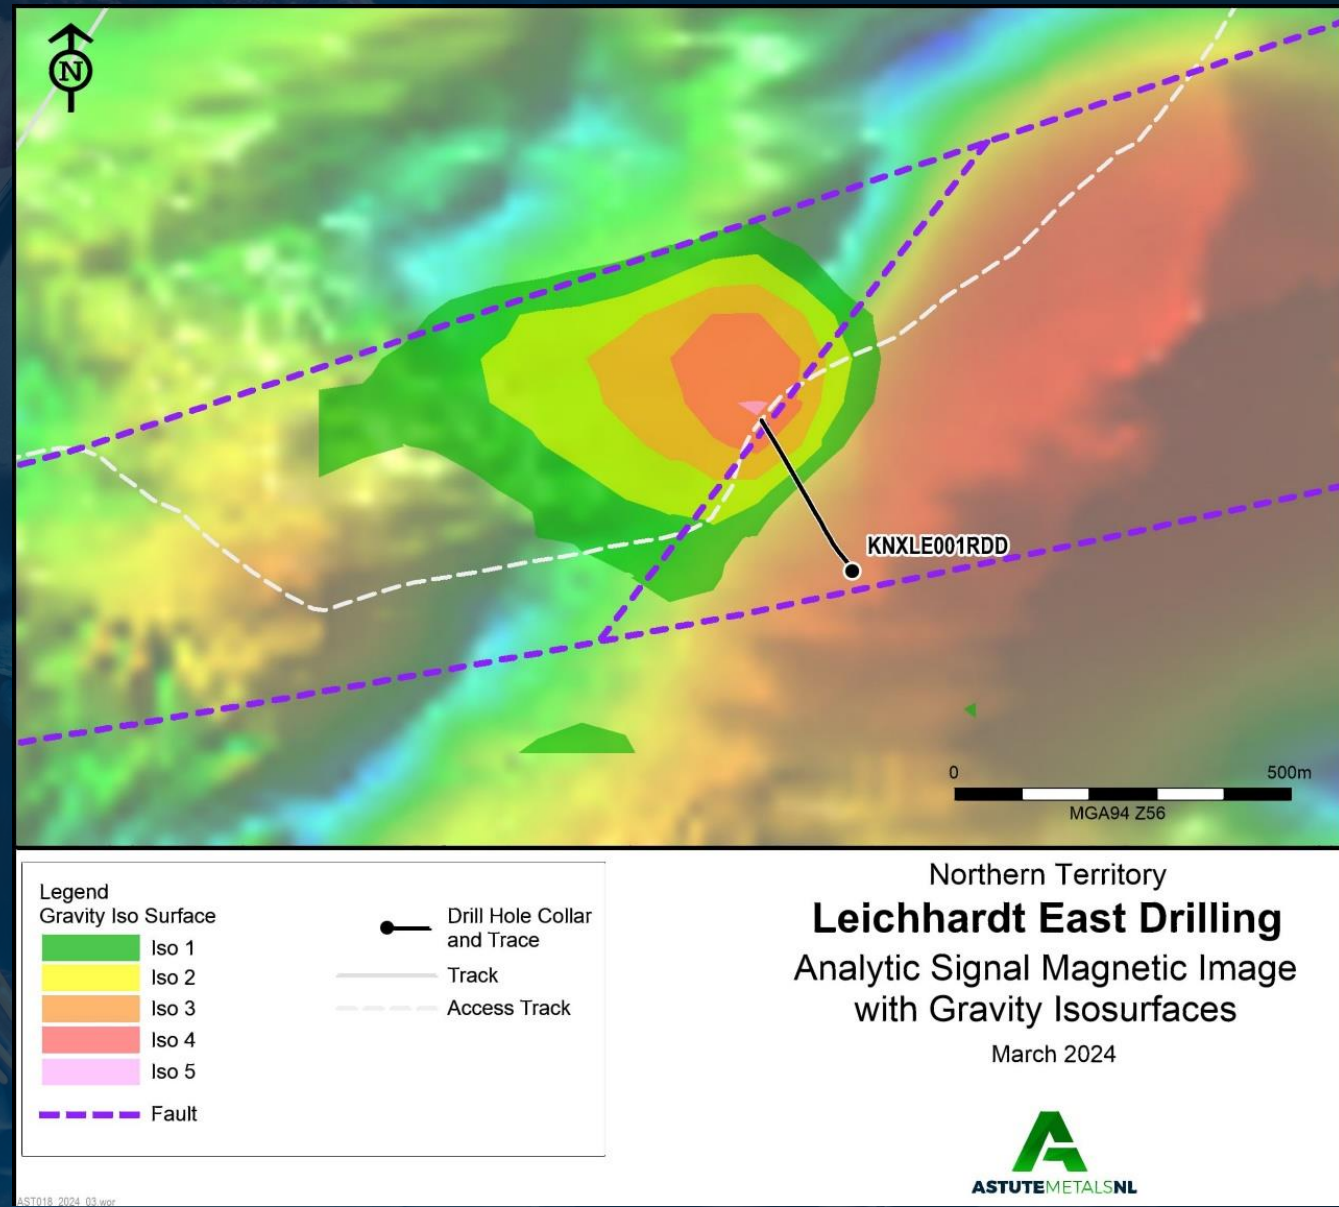 N
KNXLE001RDD
0 500m
MGA94 Z56
Legend
Gravity Iso Surface
Iso 1
Iso 2
Iso 3
Iso 4
Iso 5
Fault
Drill Hole Collar
and Trace
Track
Access Track
Northern Territory
Leichhardt East Drilling
Analytic Signal Magnetic Image
with Gravity Isosurfaces
March 2024
ASTUTEMETALSNL
AST018_2024_03.wor